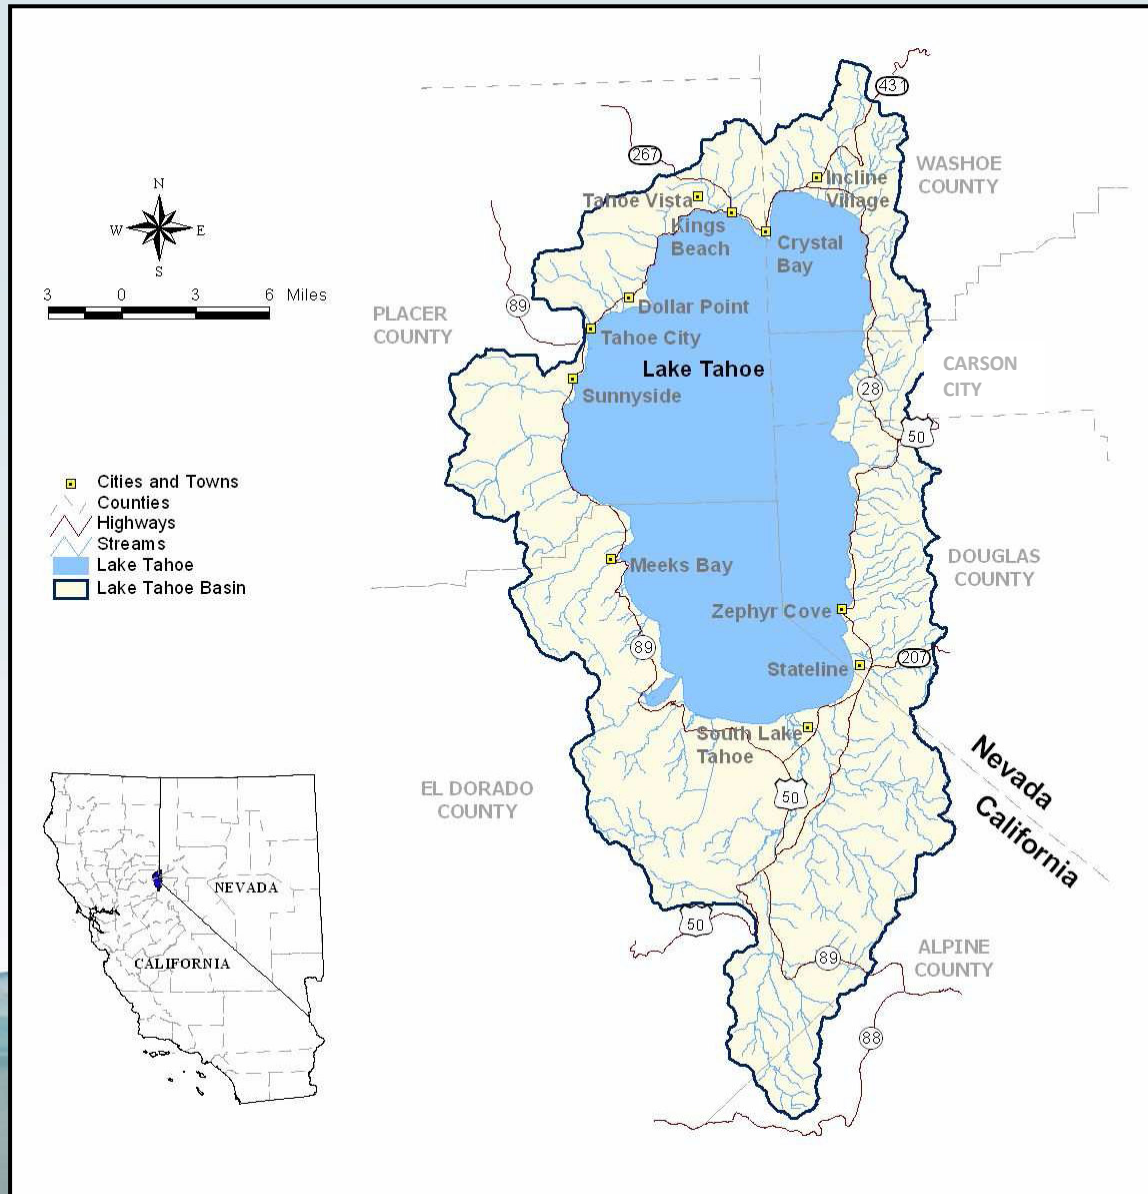 431
267
WASHOE
COUNTY
Incline
Village
Tahoe Vista
Kings
Beach
Crystal
Bay
N
W E
S
3 0 3 6 Miles
89
PLACER
COUNTY
Dollar Point
Tahoe City
Lake Tahoe
CARSON
CITY
28
Sunnyside
50
Cities and Towns
Counties
Highways
Streams
Lake Tahoe
Lake Tahoe Basin
Meeks Bay
DOUGLAS
COUNTY
Zephyr Cove
89
207
Stateline
South Lake
Tahoe
Nevada
California
EL DORADO
COUNTY
50
NEVADA
CALIFORNIA
50
89
ALPINE
COUNTY
88